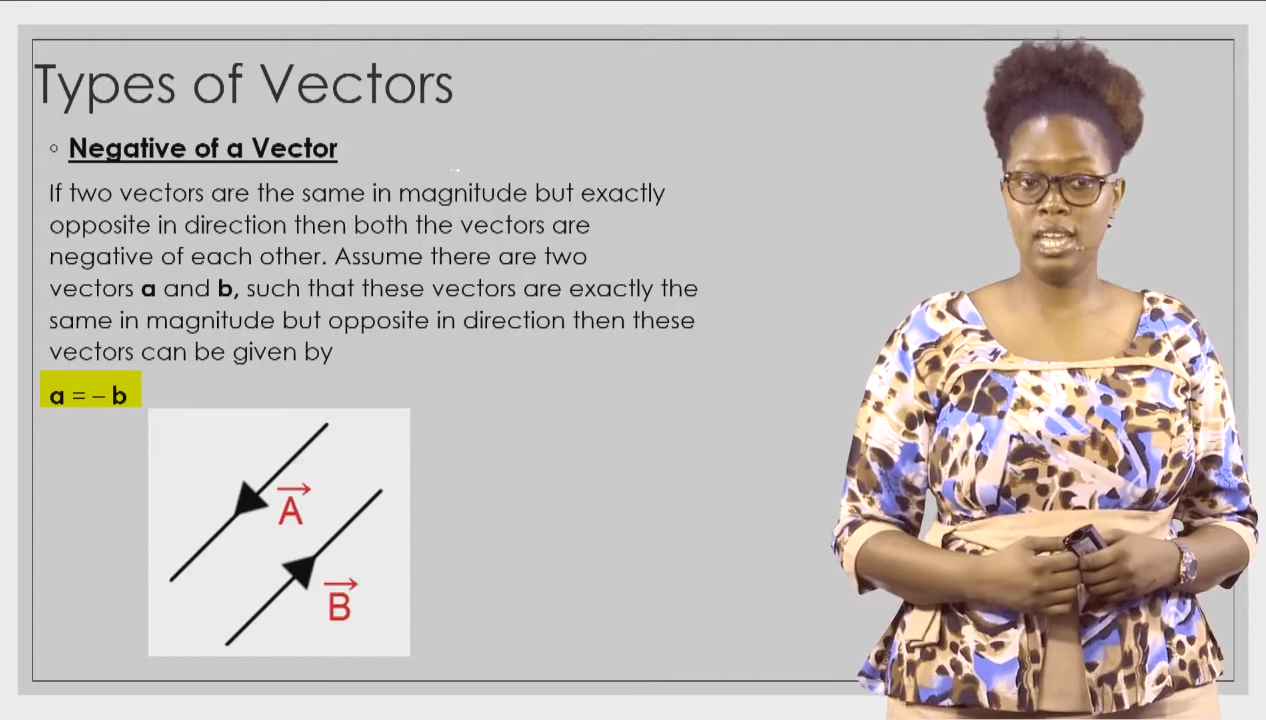 Types of Vectors
◦ Negative of a Vector
If two vectors are the same in magnitude but exactly
opposite in direction then both the vectors are
negative of each other. Assume there are two
vectors a and b, such that these vectors are exactly the
same in magnitude but opposite in direction then these
vectors can be given by
a = – b
A
B